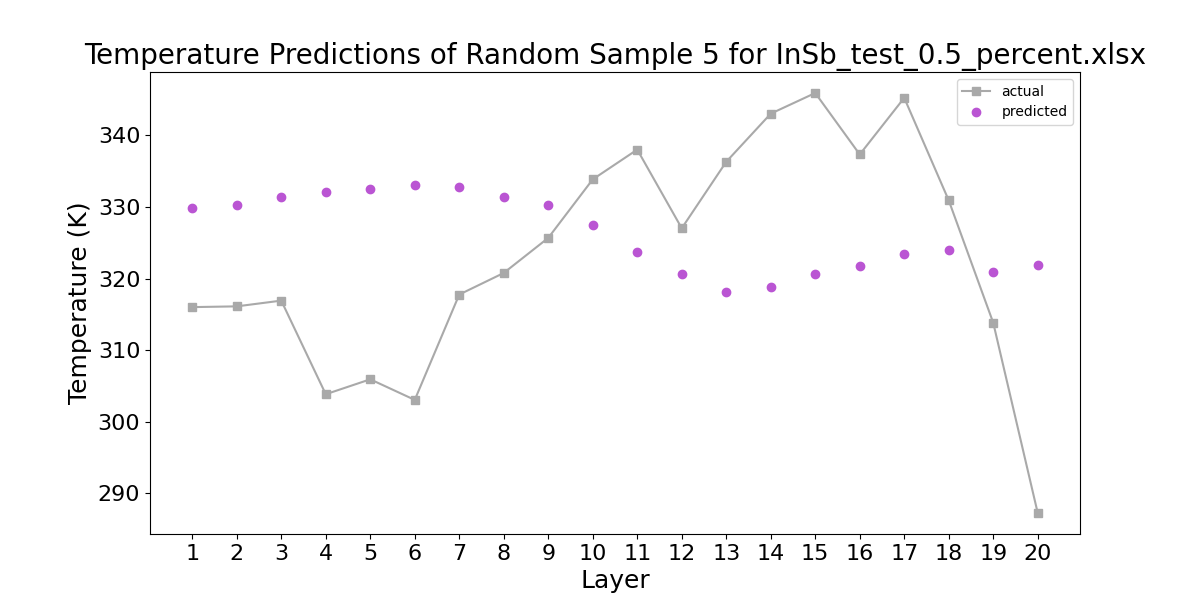 Temperature Predictions of Random Sample 5 for InSb_test_0.5_percent.xlsx
actual
predicted
Temperature (K)
340
330
320
310
300
290
1 2 3 4 5 6 7 8 9 10 11 12 13 14 15 16 17 18 19 20
Layer